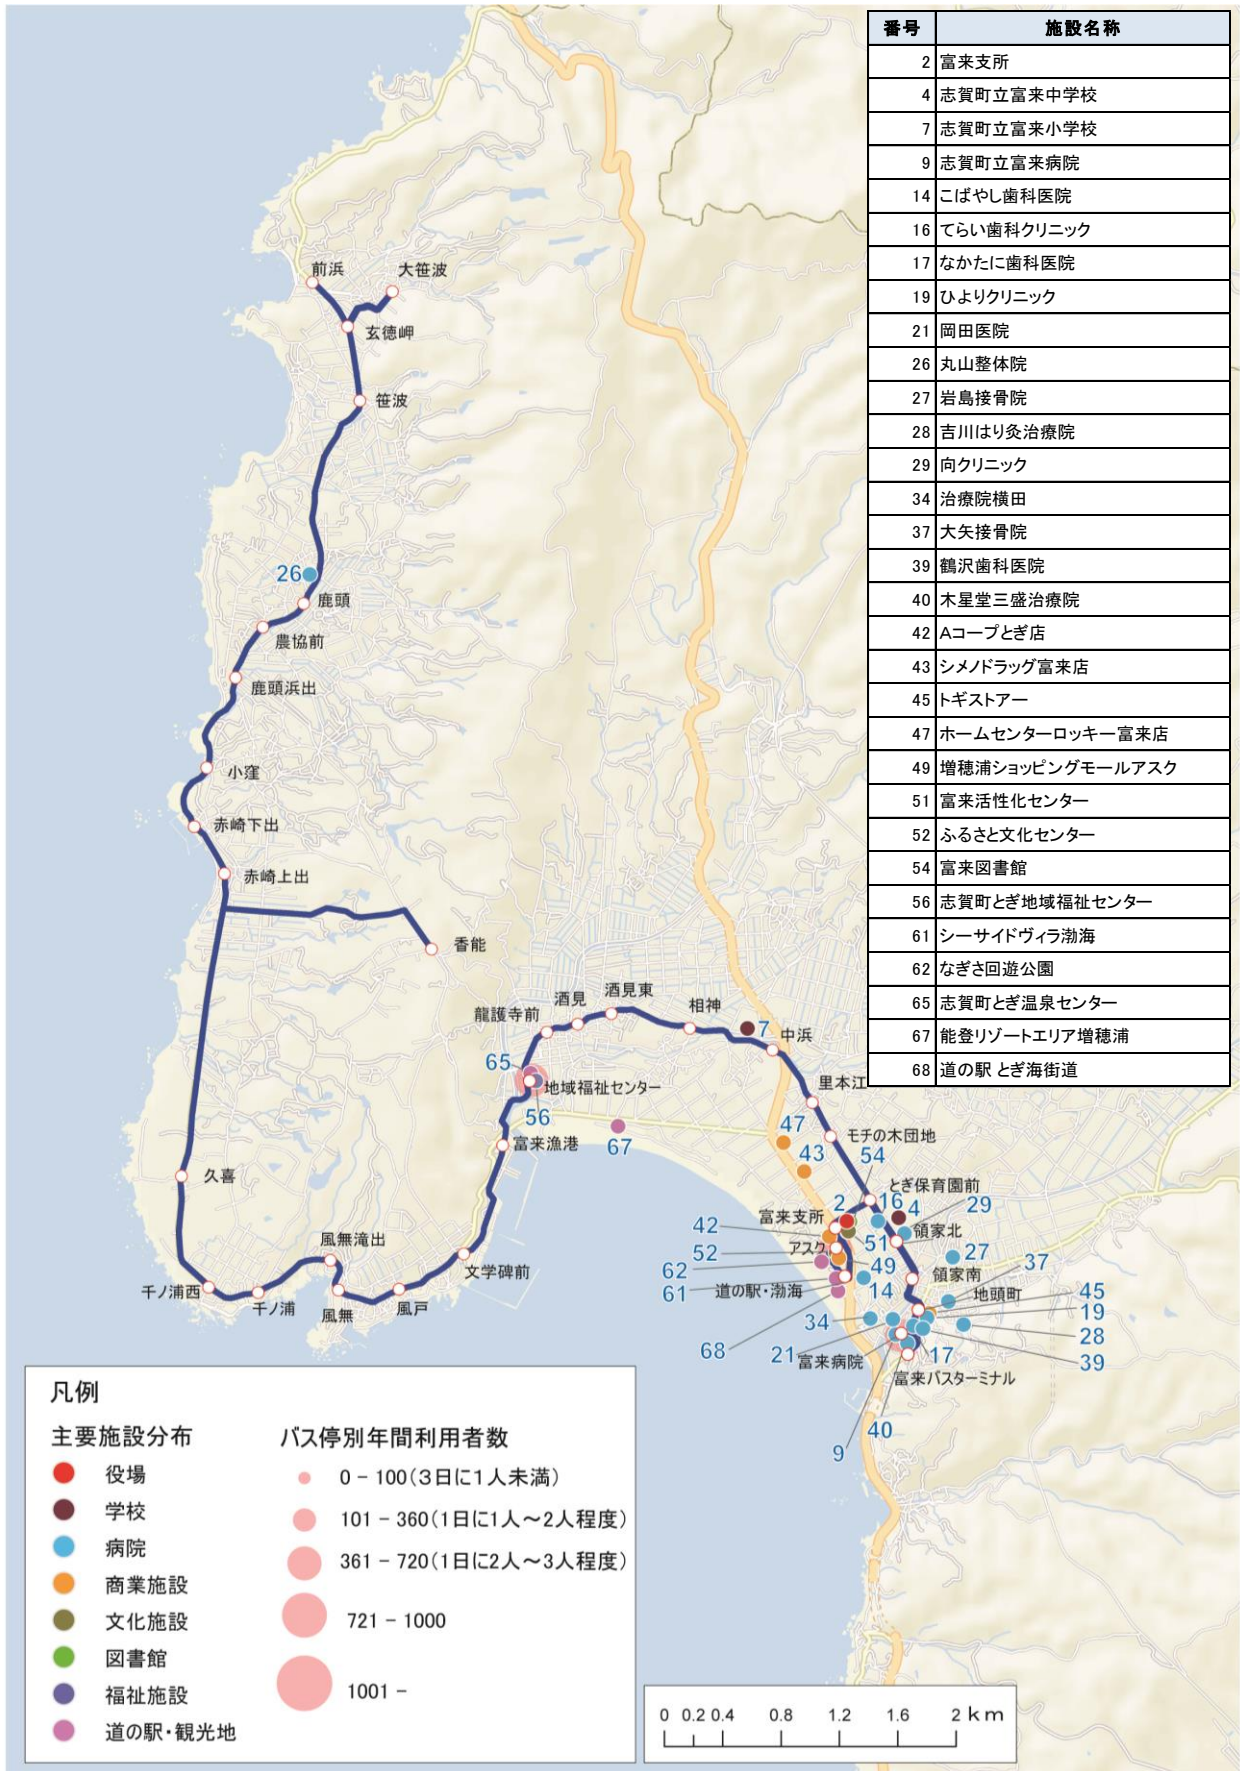 番号 施設名称
2 富来支所
4 志賀町立富来中学校
7 志賀町立富来小学校
9 志賀町立富来病院
14 こばやし歯科医院
16 てらい歯科クリニック
17 なかたに歯科医院
19 ひよりクリニック
21 岡田医院
26 丸山整体院
27 岩島接骨院
28 吉川はり灸治療院
29 向クリニック
34 治療院横田
37 大矢接骨院
39 鶴沢歯科医院
40 木星堂三盛治療院
42 Aコープとぎ店
43 シメノドラッグ富来店
45 トギストアー
47 ホームセンターロッキー富来店
49 増穂浦ショッピングモールアスク
51 富来活性化センター
52 ふるさと文化センター
54 富来図書館
56 志賀町とぎ地域福祉センター
61 シーサイドヴィラ渤海
62 なぎさ回遊公園
65 志賀町とぎ温泉センター
67 能登リゾートエリア増穂浦
68 道の駅 とぎ海街道
前浜
大笹波
玄徳岬
笹波
26
鹿頭
農協前
鹿頭浜出
小窪
赤崎下出
赤崎上出
香能
久喜
千ノ浦西
千ノ浦
風無滝出
風無
風戸
文学碑前
富来漁港
65
地域福祉センター
56
龍護寺前
酒見
酒見東
相神
7
中浜
里本江
67
47
モチの木団地
43
54
とぎ保育園前
2
16
4
29
富来支所
領家北
42
アスク
51
52
49
27
62
領家南
37
61
道の駅・渤海
14
地頭町
45
34
19
68
21
富来病院
17
28
39
富来バスターミナル
40
9
凡例
主要施設分布
役場
学校
病院
商業施設
文化施設
図書館
福祉施設
道の駅・観光地
バス停別年間利用者数
0 - 100(3日に1人未満)
101 - 360(1日に1人~2人程度)
361 - 720(1日に2人~3人程度)
721 - 1000
1001 -
0 0.2 0.4 0.8 1.2 1.6 2 km